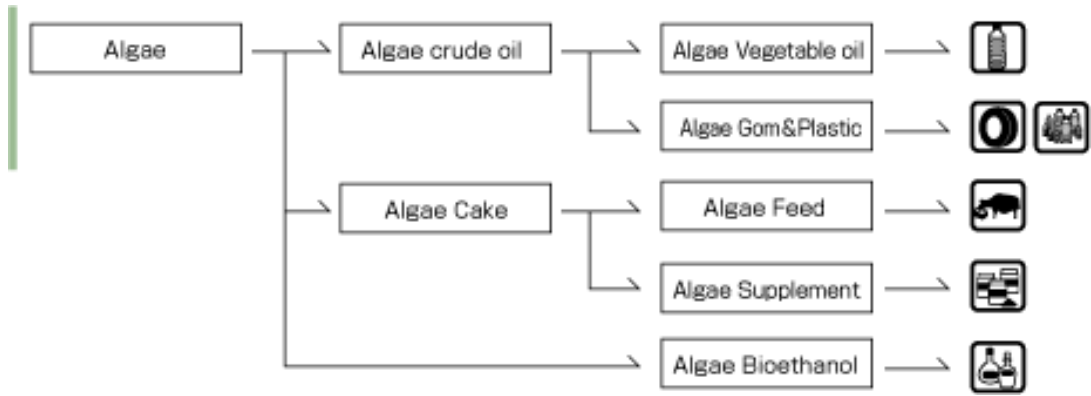 Algae
Algae crude oil
Algae Vegetable oil
Algae Gom&Plastic
Algae Cake
Algae Feed
Algae Supplement
Algae Bioethanol